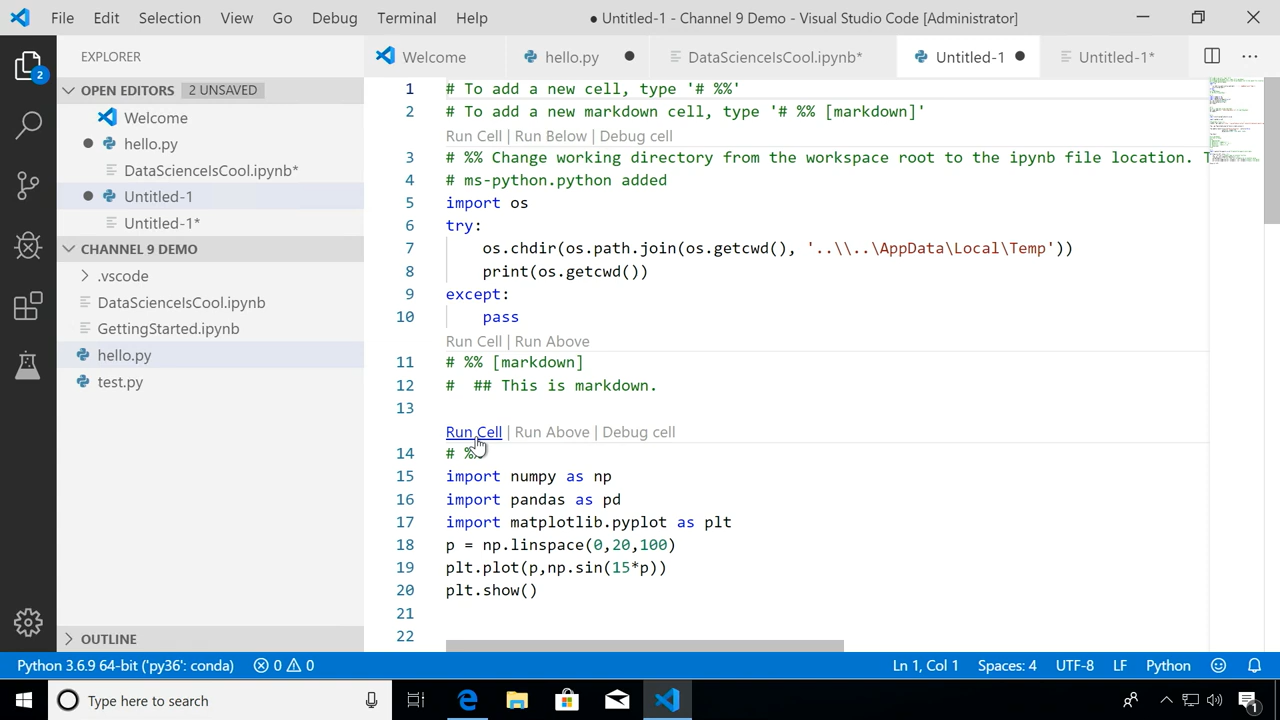 File Edit Selection View Go Debug Terminal Help ● Untitled-1 - Channel 9 Demo - Visual Studio Code [Administrator]
EXPLORER
OPEN EDITORS 2 UNSAVED
Welcome
hello.py
DataScienceIsCool.ipynb*
Untitled-1
Untitled-1*
CHANNEL 9 DEMO
.vscode
DataScienceIsCool.ipynb
GettingStarted.ipynb
hello.py
test.py
OUTLINE
2
Welcome hello.py DataScienceIsCool.ipynb* Untitled-1 Untitled-1*
1 # To add a new cell, type '# %%'
2 # To add a new markdown cell, type '# %% [markdown]'
Run Cell | Run Below | Debug cell
3 # %% Change working directory from the workspace root to the ipynb file location. T
4 # ms-python.python added
5 import os
6 try:
7 os.chdir(os.path.join(os.getcwd(), '..\\..\AppData\Local\Temp'))
8 print(os.getcwd())
9 except:
10 pass
Run Cell | Run Above
11 # %% [markdown]
12 #  ## This is markdown.
13
Run Cell | Run Above | Debug cell
14 # %
15 import numpy as np
16 import pandas as pd
17 import matplotlib.pyplot as plt
18 p = np.linspace(0,20,100)
19 plt.plot(p,np.sin(15*p))
20 plt.show()
21
22
Python 3.6.9 64-bit ('py36': conda) 0 0 Ln 1, Col 1 Spaces: 4 UTF-8 LF Python
Type here to search
1